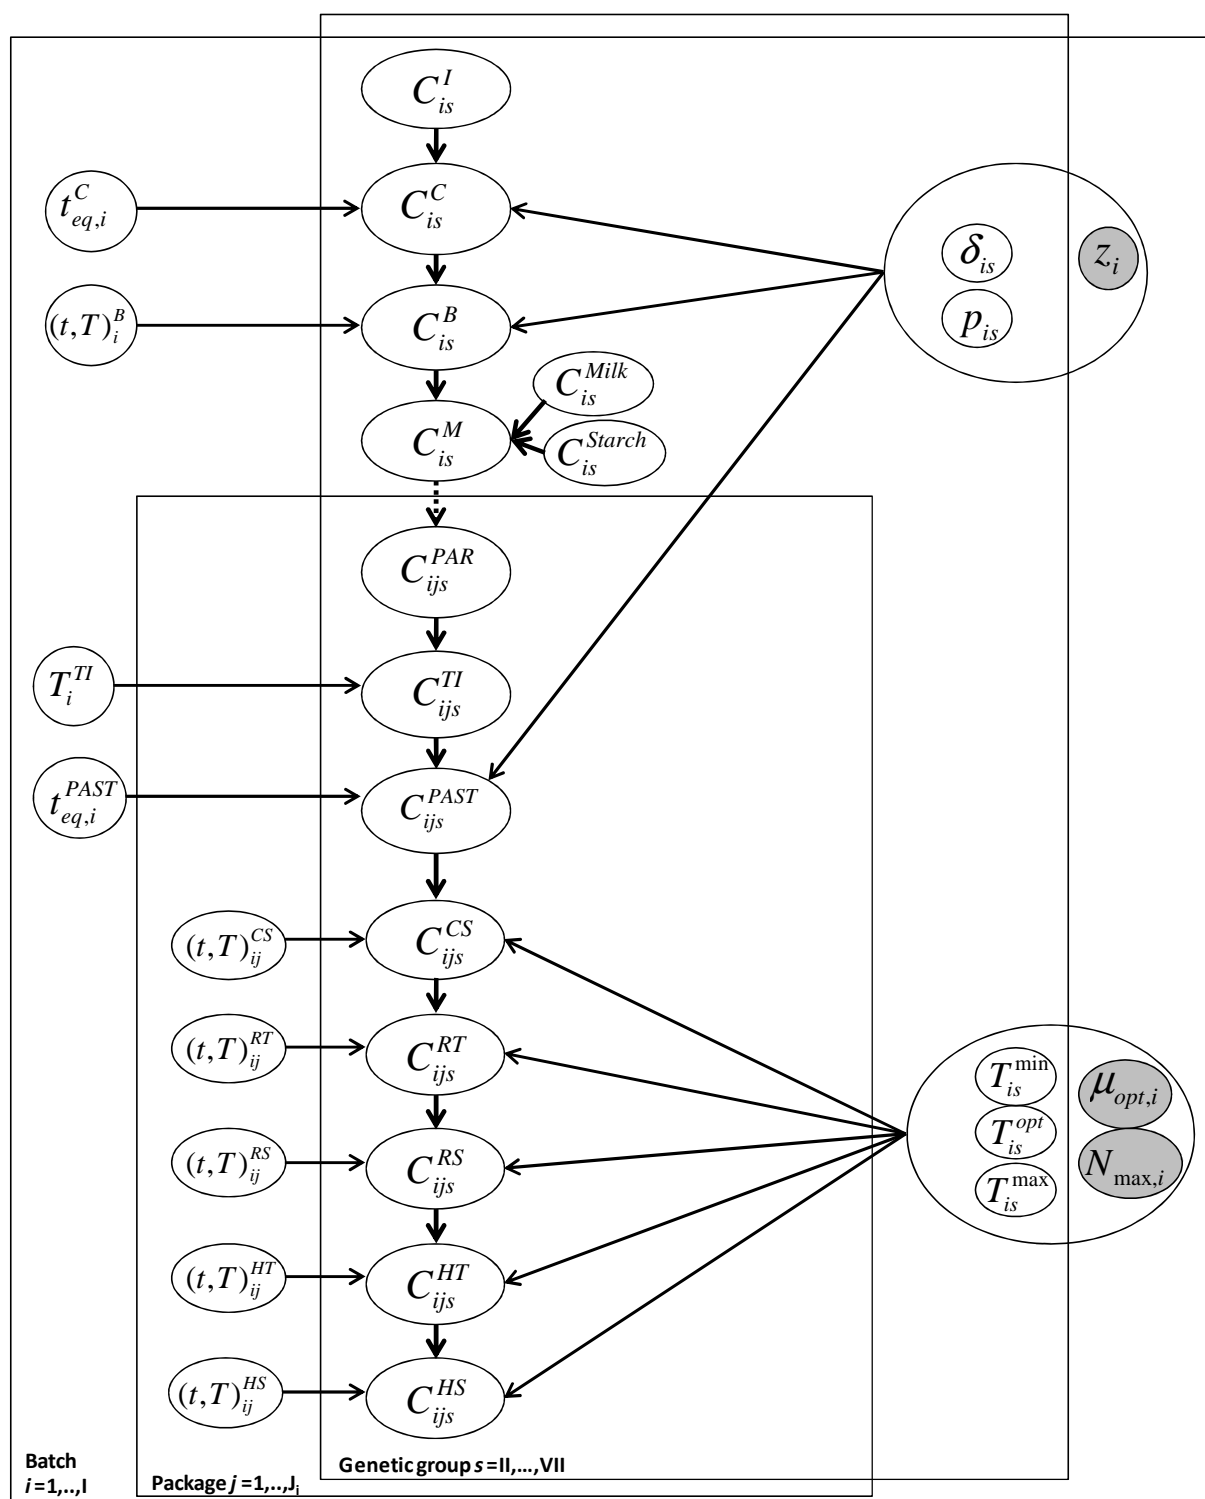 C_{is}^{I}
t_{eq,i}^{C}
C_{is}^{C}
δ_{is}
z_{i}
p_{is}
(t,T)_{i}^{B}
C_{is}^{B}
C_{is}^{Milk}
C_{is}^{M}
C_{is}^{Starch}
C_{ijs}^{PAR}
T_{i}^{TI}
C_{ijs}^{TI}
t_{eq,i}^{PAST}
C_{ijs}^{PAST}
(t,T)_{ij}^{CS}
C_{ijs}^{CS}
(t,T)_{ij}^{RT}
C_{ijs}^{RT}
T_{is}^{min}
μ_{opt,i}
T_{is}^{opt}
N_{max,i}
T_{is}^{max}
(t,T)_{ij}^{RS}
C_{ijs}^{RS}
(t,T)_{ij}^{HT}
C_{ijs}^{HT}
(t,T)_{ij}^{HS}
C_{ijs}^{HS}
Batch
i=1,..,I
Package j=1,..,J_{i}
Genetic group s=II,...,VII